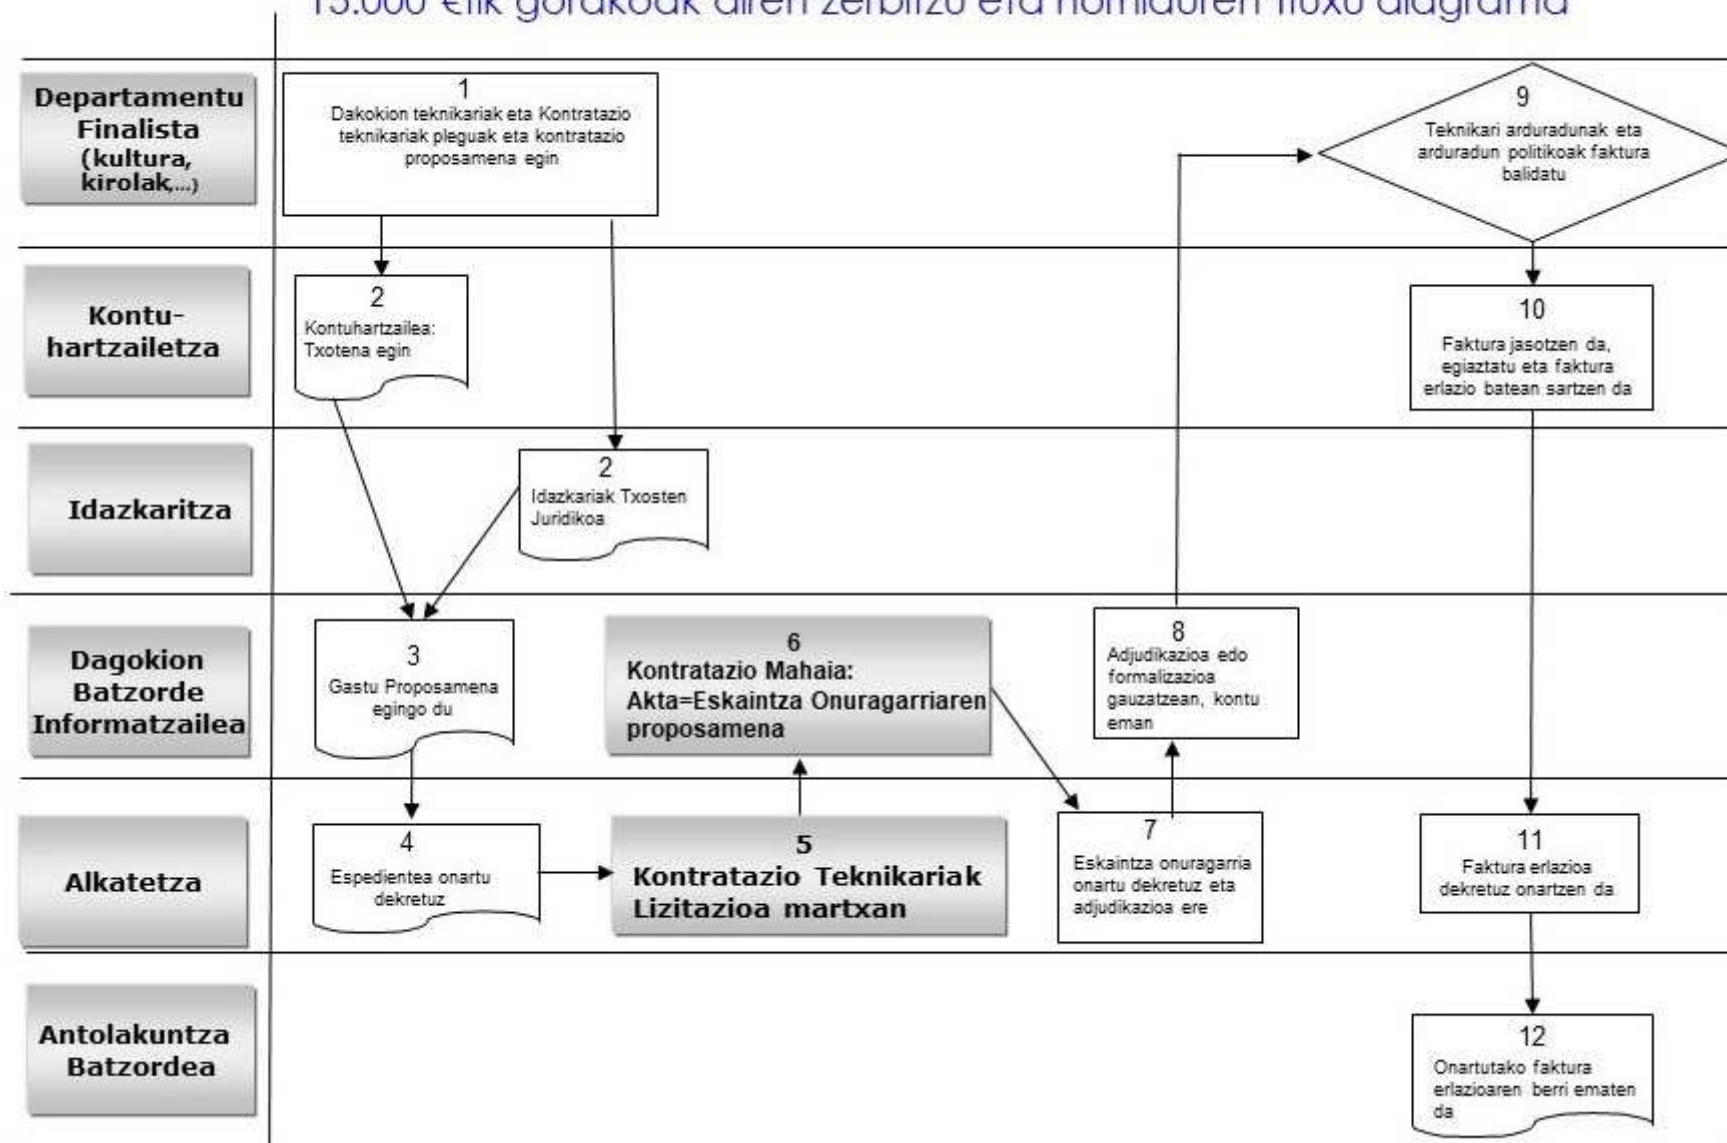 15.000 €tik gorakoak diren zerbitzu eta horniduren fluxu diagrama
Departamentu
Finalista
(kultura,
kirolak,...)
1
Dakokion teknikariak eta Kontratazio
teknikariak pleguak eta kontratazio
proposamena egin
9
Teknikari arduradunak eta
arduradun politikoak faktura
balidatu
Kontu-
hartzailetza
2
Kontuhartzailea:
Txotena egin
10
Faktura jasotzen da,
egiaztatu eta faktura
erlazio batean sartzen da
Idazkaritza
2
Idazkariak Txosten
Juridikoa
Dagokion
Batzorde
Informatzailea
3
Gastu Proposamena
egingo du
6
Kontratazio Mahaia:
Akta=Eskaintza Onuragarriaren
proposamena
8
Adjudikazioa edo
formalizazioa
gauzatzean, kontu
eman
Alkatetza
4
Espedientea onartu
dekretuz
5
Kontratazio Teknikariak
Lizitazioa martxan
7
Eskaintza onuragarria
onartu dekretuz eta
adjudikazioa ere
11
Faktura erlazioa
dekretuz onartzen da
Antolakuntza
Batzordea
12
Onartutako faktura
erlazioaren berri ematen
da